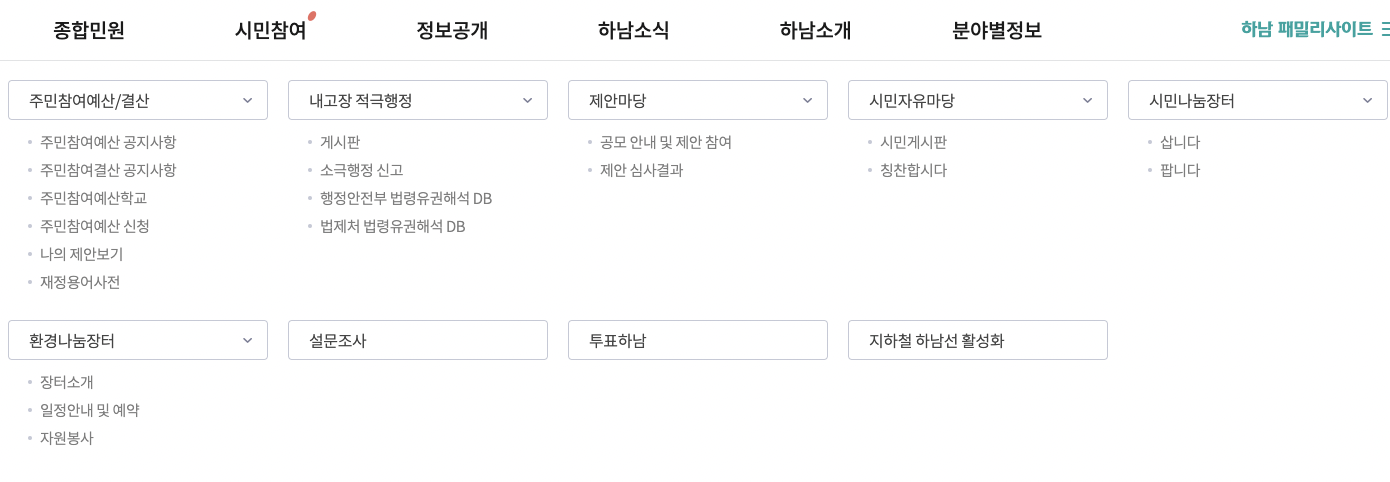 종합민원
시민참여
정보공개
하남소식
하남소개
분야별정보
하남 패밀리사이트
주민참여예산/결산
주민참여예산 공지사항
주민참여결산 공지사항
주민참여예산학교
주민참여예산 신청
나의 제안보기
재정용어사전
내고장 적극행정
게시판
소극행정 신고
행정안전부 법령유권해석 DB
법제처 법령유권해석 DB
제안마당
공모 안내 및 제안 참여
제안 심사결과
시민자유마당
시민게시판
칭찬합시다
시민나눔장터
삽니다
팝니다
환경나눔장터
장터소개
일정안내 및 예약
자원봉사
설문조사
투표하남
지하철 하남선 활성화